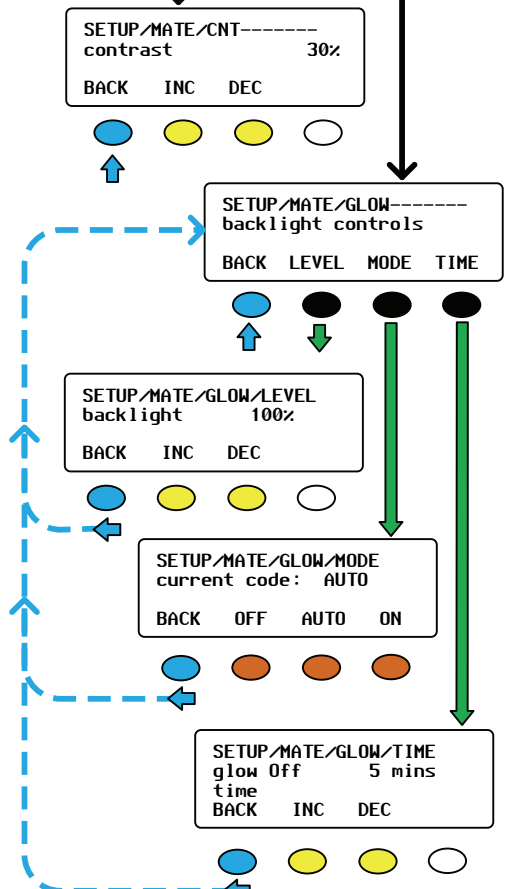 SETUP/MATE/CNT-------
contrast 30%
BACK INC DEC
SETUP/MATE/GLOW-------
backlight controls
BACK LEVEL MODE TIME
SETUP/MATE/GLOW/LEVEL
backlight 100%
BACK INC DEC
SETUP/MATE/GLOW/MODE
current code: AUTO
BACK OFF AUTO ON
SETUP/MATE/GLOW/TIME
glow Off 5 mins
time
BACK INC DEC